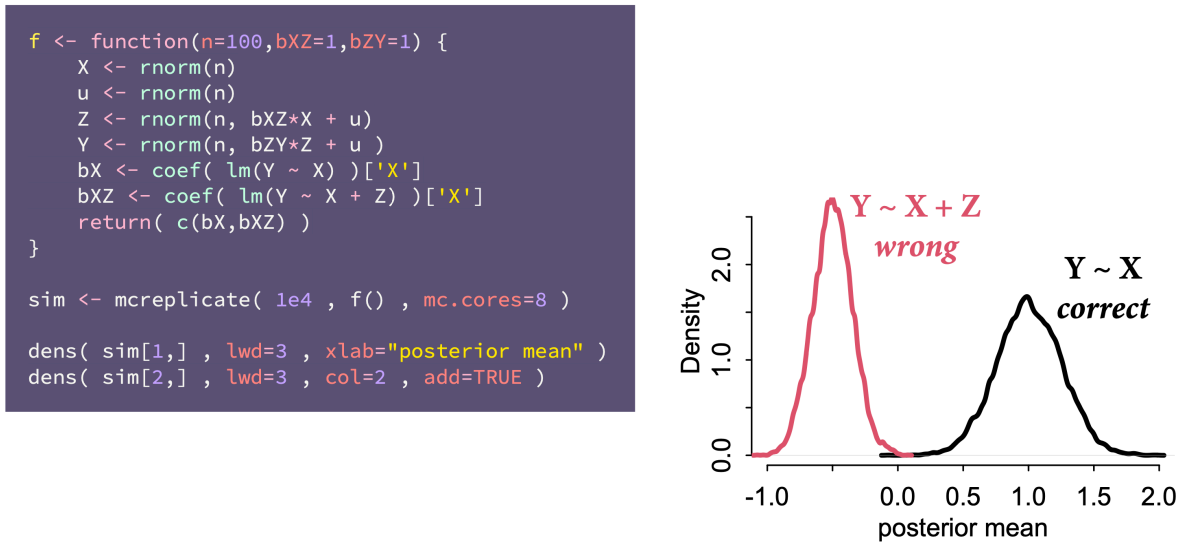 f <- function(n=100,bXZ=1,bZY=1) {
    X <- rnorm(n)
    u <- rnorm(n)
    Z <- rnorm(n, bXZ*X + u)
    Y <- rnorm(n, bZY*Z + u )
    bX <- coef( lm(Y ~ X) )['X']
    bXZ <- coef( lm(Y ~ X + Z) )['X']
    return( c(bX,bXZ) )
}
sim <- mcreplicate( 1e4 , f() , mc.cores=8 )
dens( sim[1,] , lwd=3 , xlab="posterior mean" )
dens( sim[2,] , lwd=3 , col=2 , add=TRUE )
Y ~ X + Z
wrong
Y ~ X
correct
Density
2.0
1.0
0.0
-1.0 0.0 0.5 1.0 1.5 2.0
posterior mean